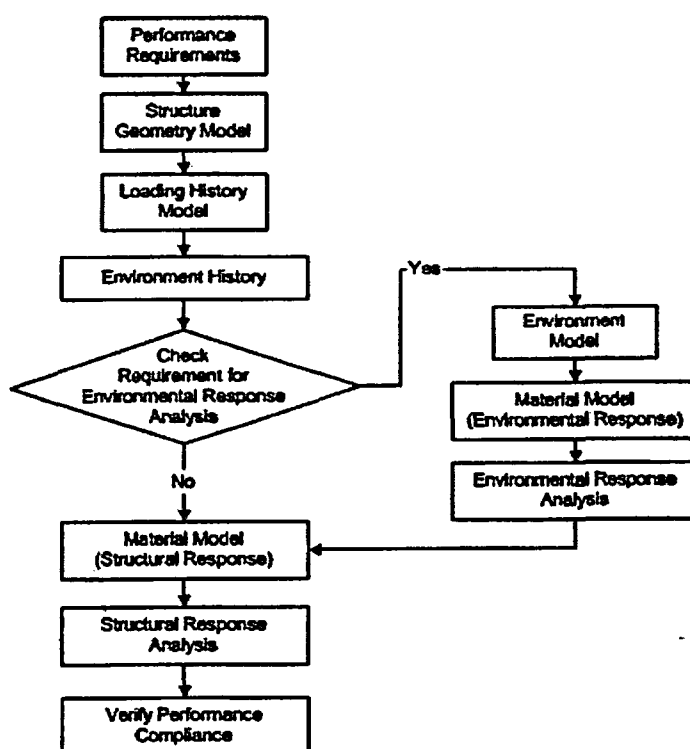 Performance
Requirements
Structure
Geometry Model
Loading History
Model
Environment History
Check
Requirement for
Environmental Response
Analysis
Yes
Environment
Model
Material Model
(Environmental Response)
Environmental Response
Analysis
No
Material Model
(Structural Response)
Structural Response
Analysis
Verify Performance
Compliance